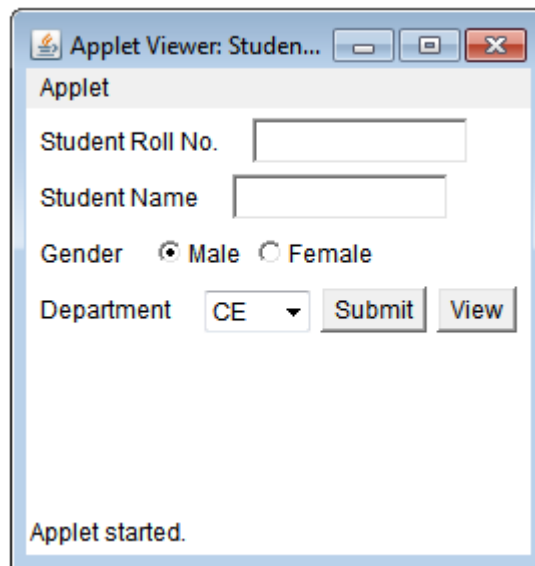 Applet Viewer: Studen...
Applet
Student Roll No.
Student Name
Gender Male Female
Department CE Submit View
Applet started.